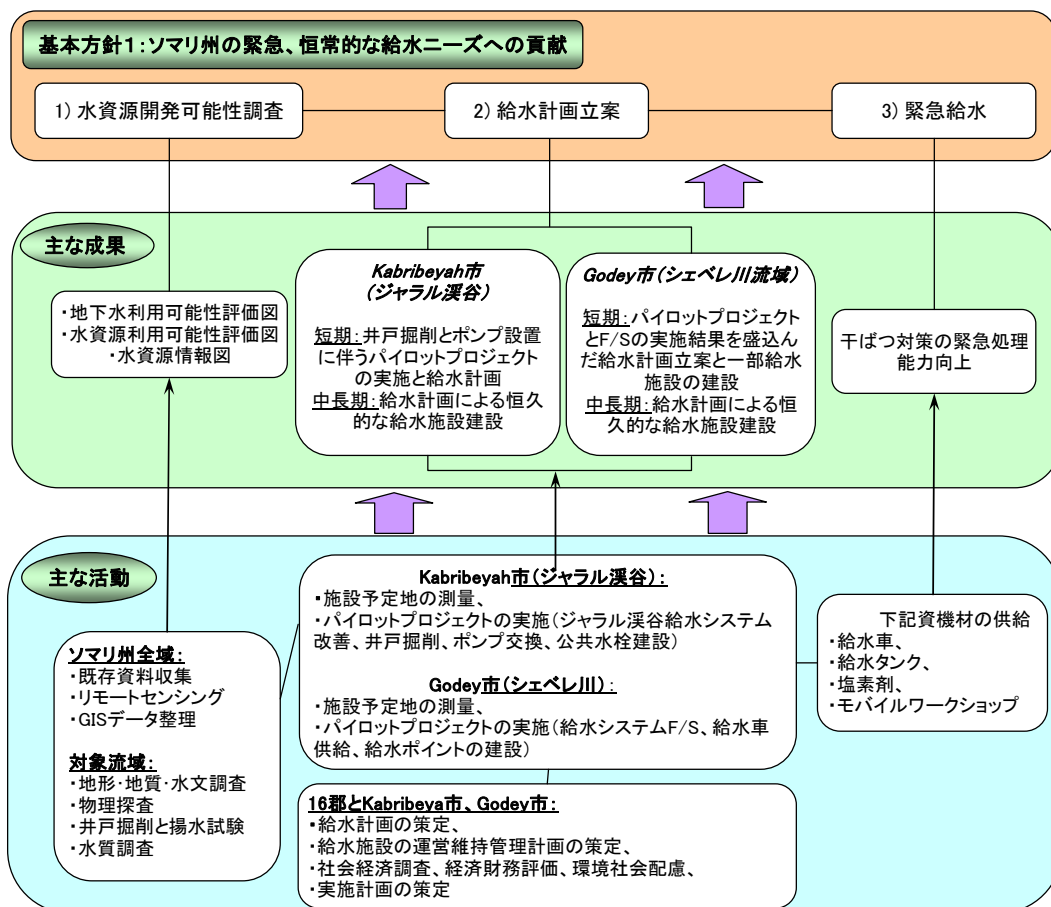 基本方針1：ソマリ州の緊急、恒常的な給水ニーズへの貢献
1) 水資源開発可能性調査
2) 給水計画立案
3) 緊急給水
主な成果
・地下水利用可能性評価図
・水資源利用可能性評価図
・水資源情報図
Kabribeyah市
(ジャラル渓谷)
短期：井戸掘削とポンプ設置
に伴うパイロットプロジェクト
の実施と給水計画
中長期：給水計画による恒久
的な給水施設建設
Godey市(シェベレ川流域)
短期：パイロットプロジェクト
とF/Sの実施結果を盛込ん
だ給水計画立案と一部給水
施設の建設
中長期：給水計画による恒
久的な給水施設建設
干ばつ対策の緊急処理
能力向上
主な活動
ソマリ州全域：
・既存資料収集
・リモートセンシング
・GISデータ整理
対象流域：
・地形・地質・水文調査
・物理探査
・井戸掘削と揚水試験
・水質調査
Kabribeyah市(ジャラル渓谷)：
・施設予定地の測量、
・パイロットプロジェクトの実施(ジャラル渓谷給水システム
改善、井戸掘削、ポンプ交換、公共水栓建設)
Godey市(シェベレ川)：
・施設予定地の測量、
・パイロットプロジェクトの実施(給水システムF/S、給水車
供給、給水ポイントの建設)
16郡とKabribeya市、Godey市：
・給水計画の策定、
・給水施設の運営維持管理計画の策定、
・社会経済調査、経済財務評価、環境社会配慮、
・実施計画の策定
下記資機材の供給
・給水車、
・給水タンク、
・塩素剤、
・モバイルワークショップ